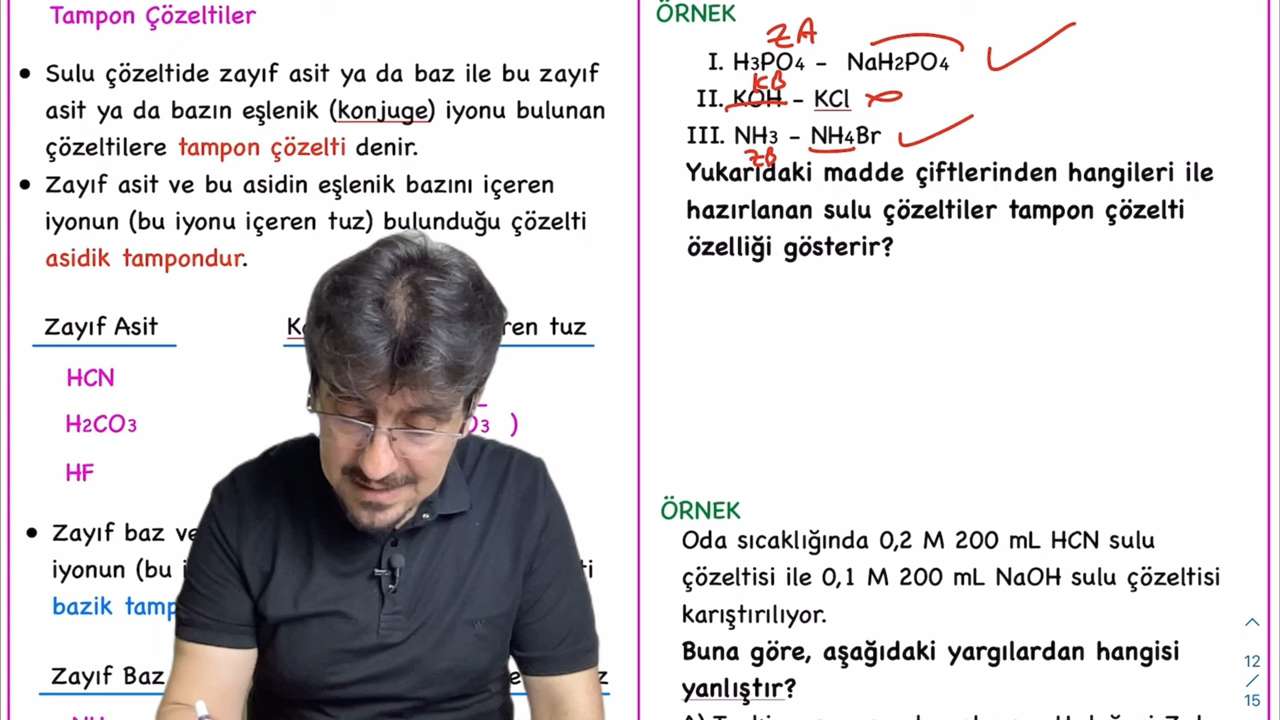 Tampon Çözeltiler
• Sulu çözeltide zayıf asit ya da baz ile bu zayıf
asit ya da bazın eşlenik (konjuge) iyonu bulunan
çözeltilere tampon çözelti denir.
• Zayıf asit ve bu asidin eşlenik bazını içeren
iyonun (bu iyonu içeren tuz) bulunduğu çözelti
asidik tampondur.
Zayıf Asit
tuz
HCN
H2CO3
)
HF
• Zayıf baz
iyonun (bu
bazik
Zayıf Baz
ÖRNEK
ZA
I. H3PO4 – NaH2PO4
KB
II. KOH – KCl
III. NH3 – NH4Br
ZB
Yukarıdaki madde çiftlerinden hangileri ile
hazırlanan sulu çözeltiler tampon çözelti
özelliği gösterir?
ÖRNEK
Oda sıcaklığında 0,2 M 200 mL HCN sulu
çözeltisi ile 0,1 M 200 mL NaOH sulu çözeltisi
karıştırılıyor.
Buna göre, aşağıdaki yargılardan hangisi
yanlıştır?
12
/
15